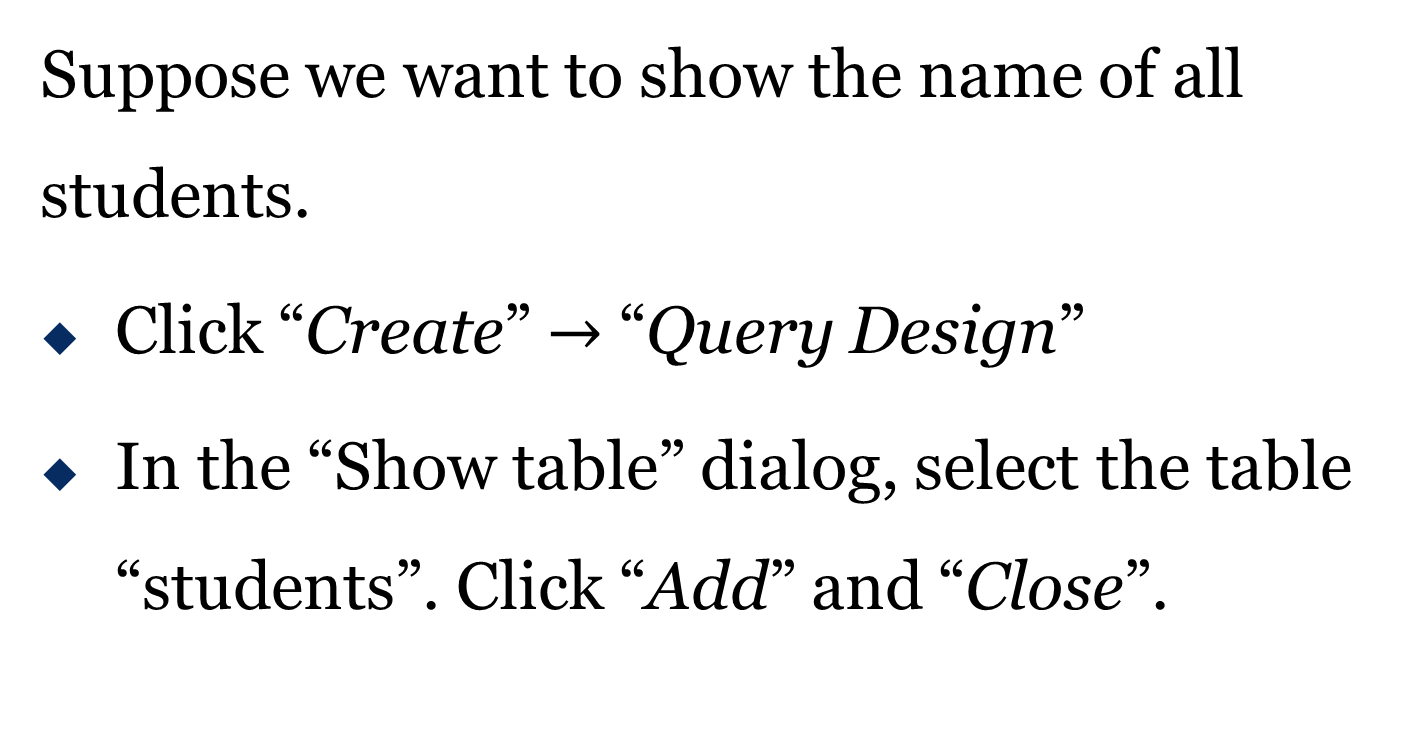 Suppose we want to show the name of all
students.
◆ Click “Create” → “Query Design”
◆ In the “Show table” dialog, select the table
“students”. Click “Add” and “Close”.